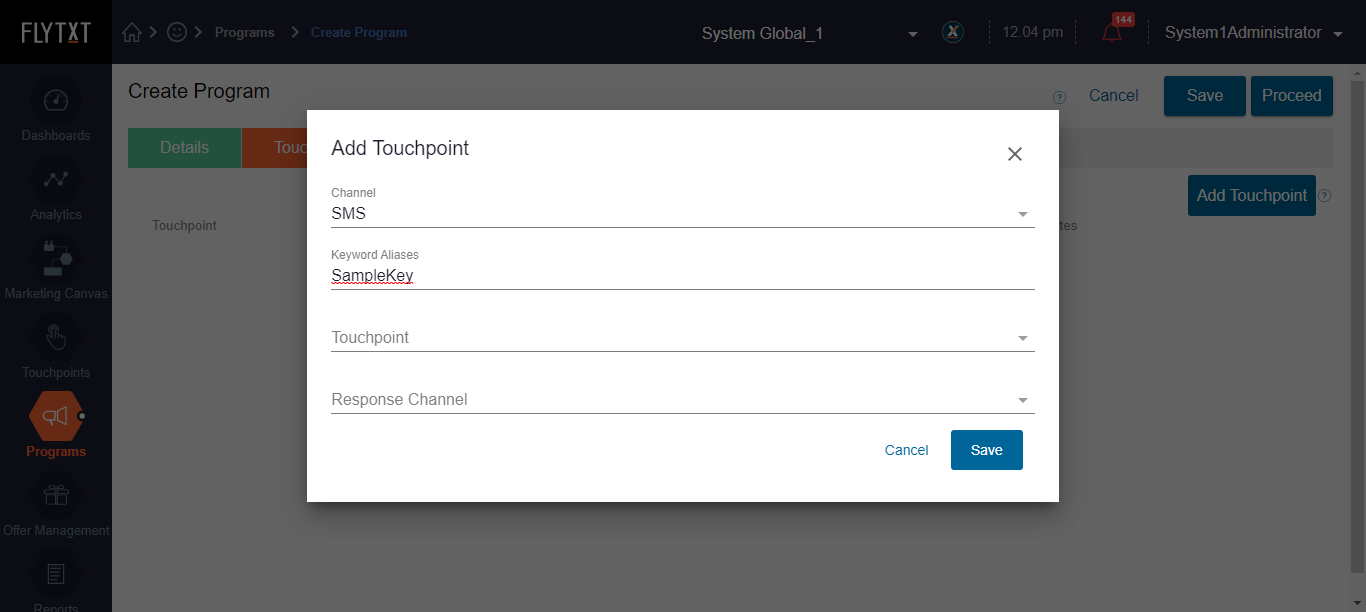 FLYTXT
Programs
Create Program
System Global_1
12.04 pm
144
System1Administrator
Dashboards
Analytics
Marketing Canvas
Touchpoints
Programs
Offer Management
Reports
Create Program
?
Cancel
Save
Proceed
Details
Touc
Add Touchpoint
?
Touchpoint
tes
Add Touchpoint
Channel
SMS
Keyword Aliases
SampleKey
Touchpoint
Response Channel
Cancel
Save